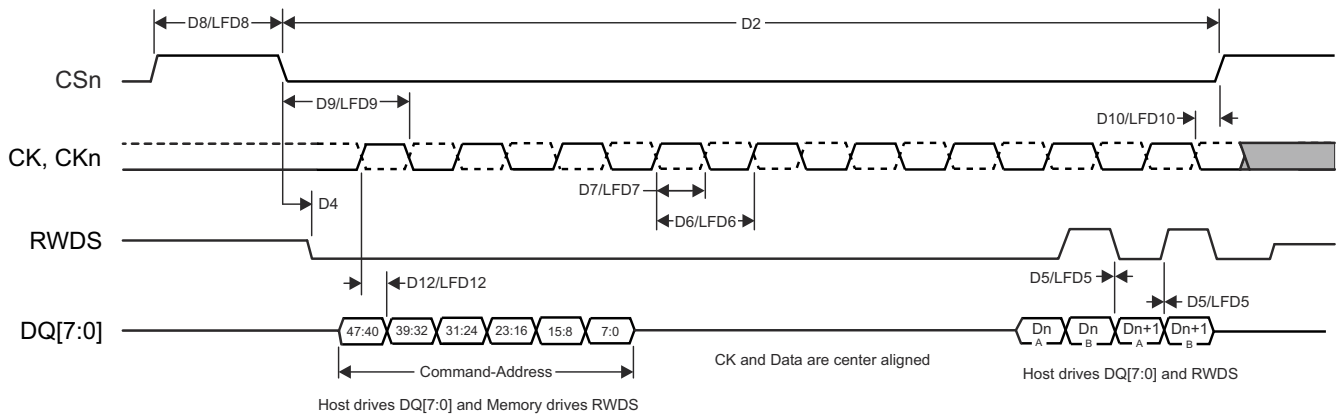 D8/LFD8 D2
CSn
D9/LFD9 D10/LFD10
CK, CKn
D7/LFD7
D4 D6/LFD6
RWDS
D12/LFD12 D5/LFD5
D5/LFD5
DQ[7:0] 47:40 39:32 31:24 23:16 15:8 7:0 Dn A Dn B Dn+1 A Dn+1 B
Command-Address CK and Data are center aligned Host drives DQ[7:0] and RWDS
Host drives DQ[7:0] and Memory drives RWDS